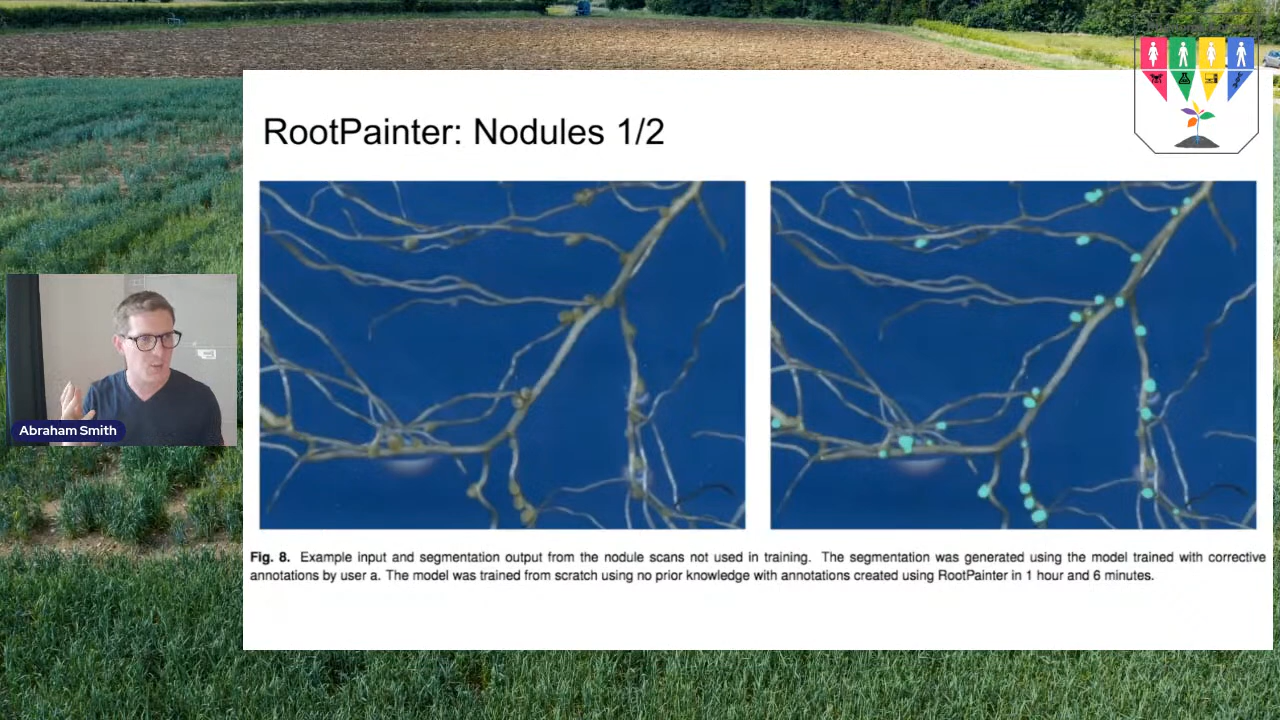 RootPainter: Nodules 1/2
Abraham Smith
Fig. 8. Example input and segmentation output from the nodule scans not used in training. The segmentation was generated using the model trained with corrective
annotations by user a. The model was trained from scratch using no prior knowledge with annotations created using RootPainter in 1 hour and 6 minutes.